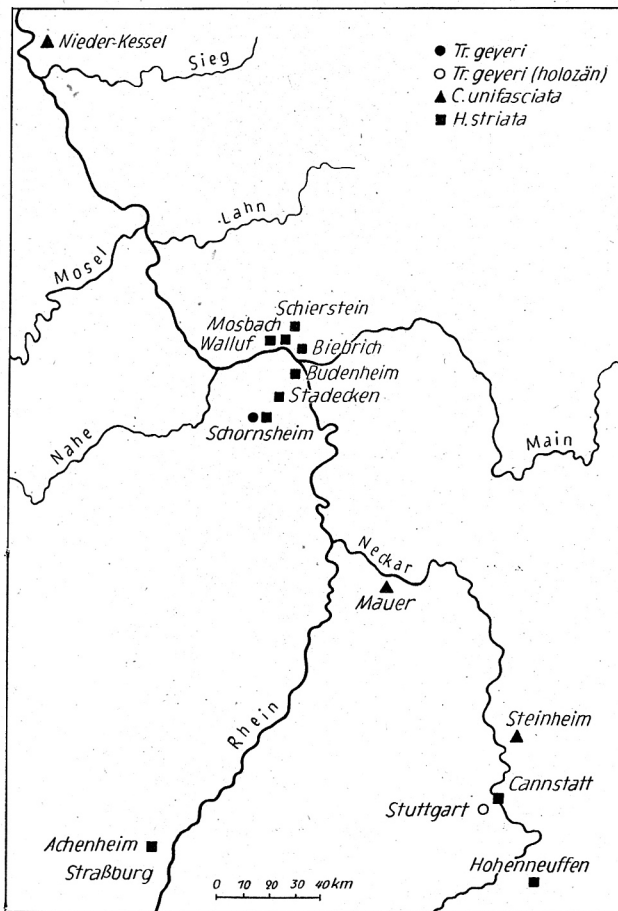 Nieder-Kessel
Sieg
Tr. geyeri
Tr. geyeri (holozän)
C. unifasciata
H. striata
Lahn
Mosel
Schierstein
Mosbach
Walluf
Biebrich
Budenheim
Stadecken
Schornsheim
Nahe
Main
Neckar
Mauer
Rhein
Steinheim
Cannstatt
Stuttgart
Achenheim
Straßburg
Hohenneuffen
0 10 20 30 40 km